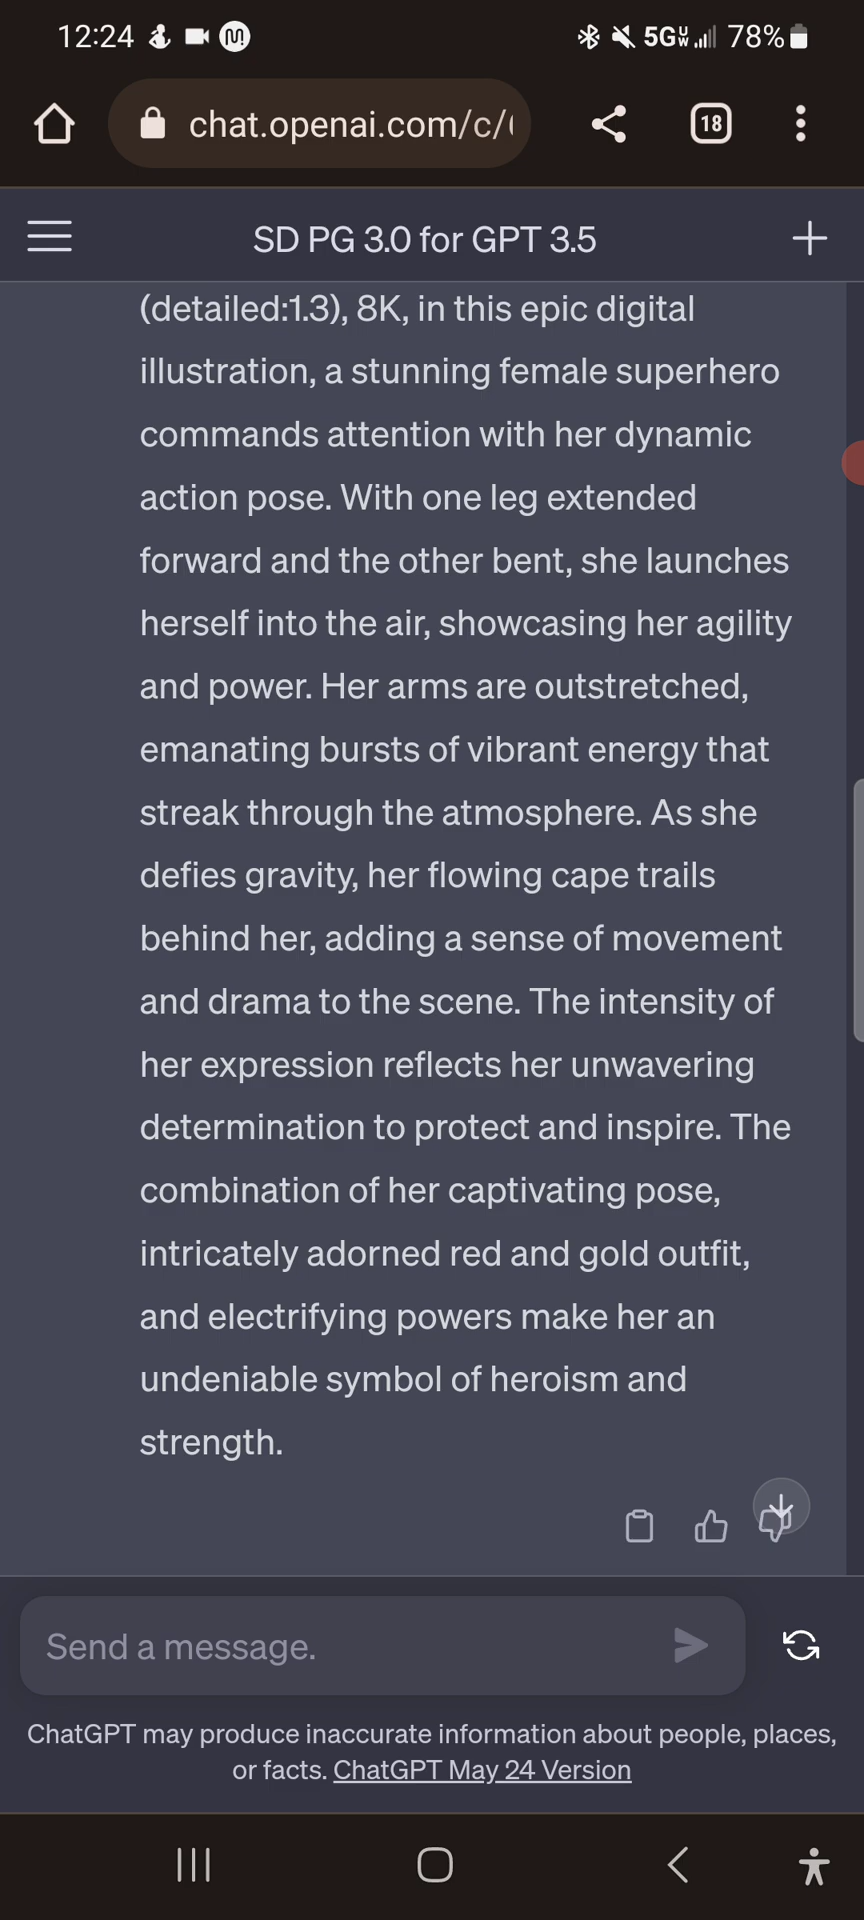 12:24 5G 78%
chat.openai.com/c/ 18
SD PG 3.0 for GPT 3.5
(detailed:1.3), 8K, in this epic digital
illustration, a stunning female superhero
commands attention with her dynamic
action pose. With one leg extended
forward and the other bent, she launches
herself into the air, showcasing her agility
and power. Her arms are outstretched,
emanating bursts of vibrant energy that
streak through the atmosphere. As she
defies gravity, her flowing cape trails
behind her, adding a sense of movement
and drama to the scene. The intensity of
her expression reflects her unwavering
determination to protect and inspire. The
combination of her captivating pose,
intricately adorned red and gold outfit,
and electrifying powers make her an
undeniable symbol of heroism and
strength.
Send a message.
ChatGPT may produce inaccurate information about people, places,
or facts. ChatGPT May 24 Version